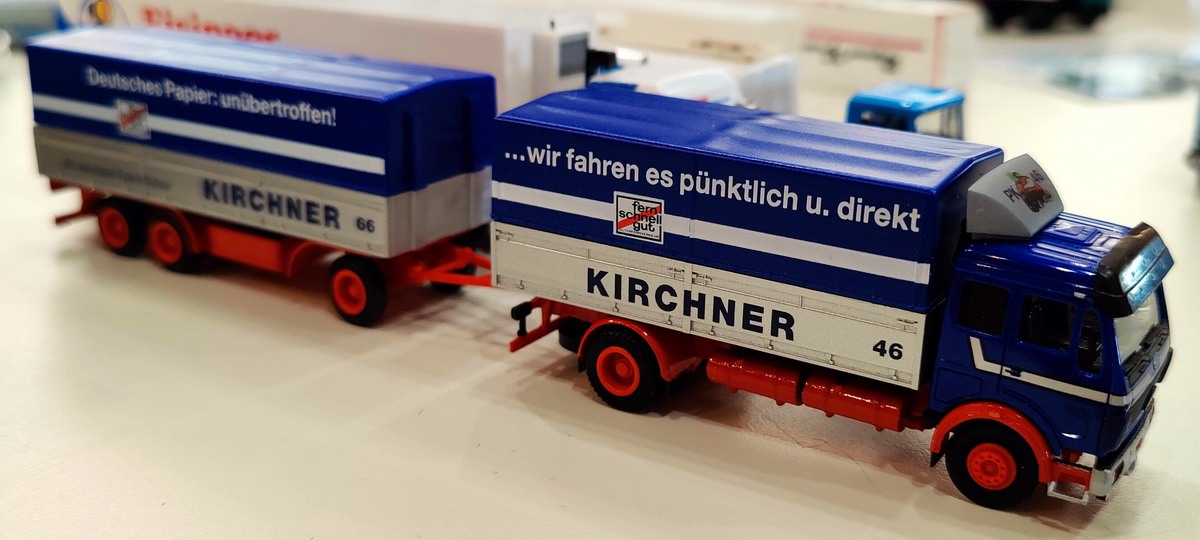 Deutsches Papier: unübertroffen!
KIRCHNER 66
...wir fahren es pünktlich u. direkt
fern
schnell
gut
KIRCHNER
46